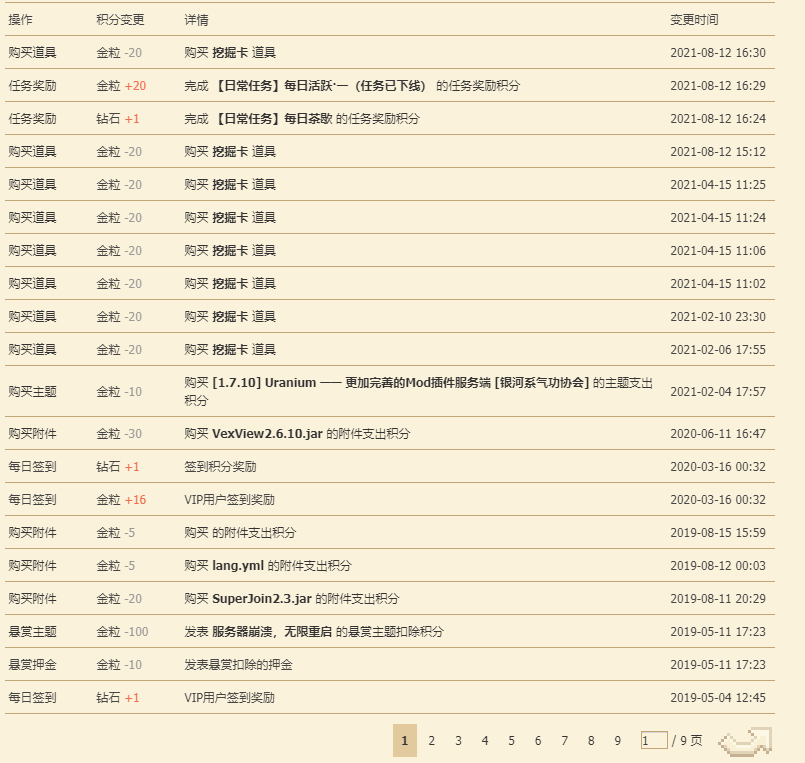 操作 积分变更 详情 变更时间
购买道具 金粒 -20 购买 挖掘卡 道具 2021-08-12 16:30
任务奖励 金粒 +20 完成 【日常任务】每日活跃·一（任务已下线） 的任务奖励积分 2021-08-12 16:29
任务奖励 钻石 +1 完成 【日常任务】每日茶歇 的任务奖励积分 2021-08-12 16:24
购买道具 金粒 -20 购买 挖掘卡 道具 2021-08-12 15:12
购买道具 金粒 -20 购买 挖掘卡 道具 2021-04-15 11:25
购买道具 金粒 -20 购买 挖掘卡 道具 2021-04-15 11:24
购买道具 金粒 -20 购买 挖掘卡 道具 2021-04-15 11:06
购买道具 金粒 -20 购买 挖掘卡 道具 2021-04-15 11:02
购买道具 金粒 -20 购买 挖掘卡 道具 2021-02-10 23:30
购买道具 金粒 -20 购买 挖掘卡 道具 2021-02-06 17:55
购买主题 金粒 -10 购买 [1.7.10] Uranium —— 更加完善的Mod插件服务端 [银河系气功协会] 的主题支出
积分 2021-02-04 17:57
购买附件 金粒 -30 购买 VexView2.6.10.jar 的附件支出积分 2020-06-11 16:47
每日签到 钻石 +1 签到积分奖励 2020-03-16 00:32
每日签到 金粒 +16 VIP用户签到奖励 2020-03-16 00:32
购买附件 金粒 -5 购买 的附件支出积分 2019-08-15 15:59
购买附件 金粒 -5 购买 lang.yml 的附件支出积分 2019-08-12 00:03
购买附件 金粒 -20 购买 SuperJoin2.3.jar 的附件支出积分 2019-08-11 20:29
悬赏主题 金粒 -100 发表 服务器崩溃，无限重启 的悬赏主题扣除积分 2019-05-11 17:23
悬赏押金 金粒 -10 发表悬赏扣除的押金 2019-05-11 17:23
每日签到 钻石 +1 VIP用户签到奖励 2019-05-04 12:45
1 2 3 4 5 6 7 8 9 1 / 9 页